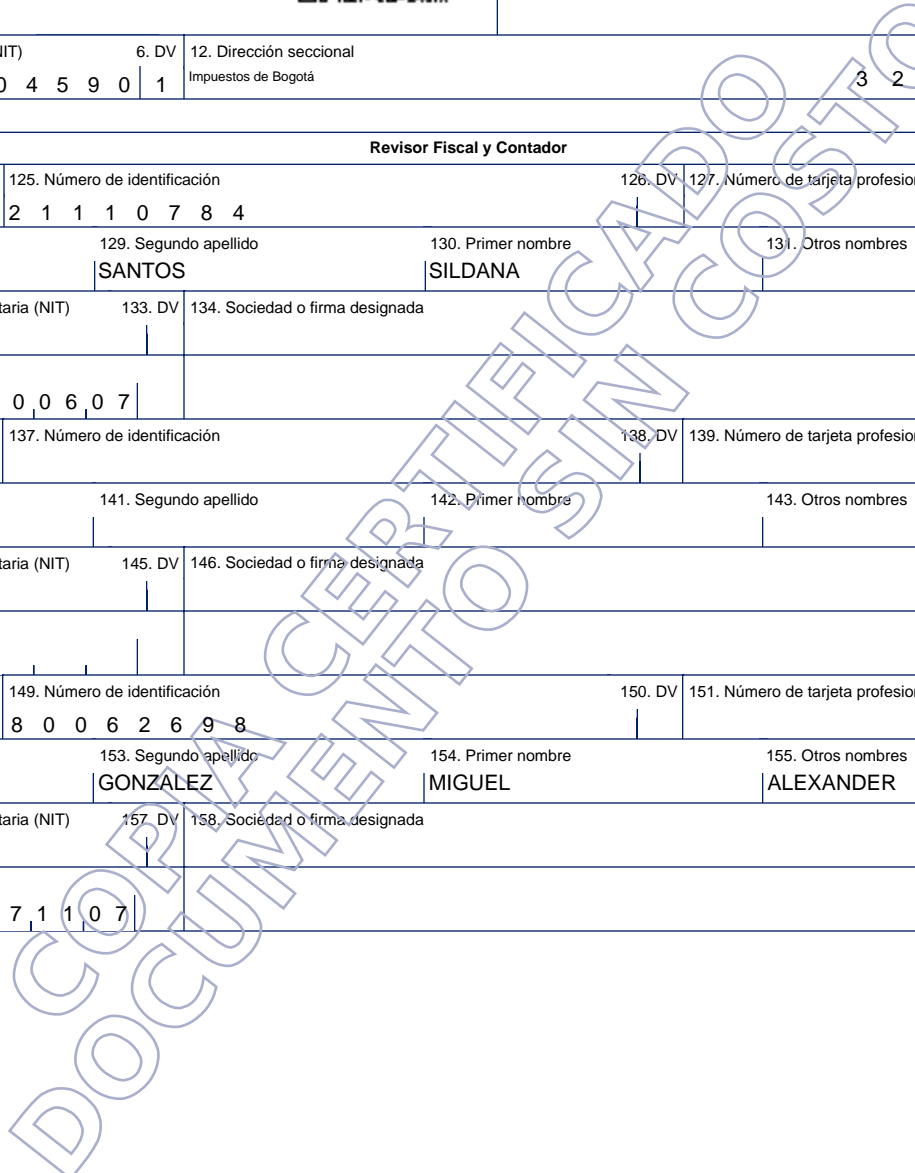 IT) 6. DV 12. Dirección seccional
0 4 5 9 0 1 Impuestos de Bogotá 3 2
Revisor Fiscal y Contador
125. Número de identificación 126. DV 127. Número de tarjeta profesion
2 1 1 1 0 7 8 4
129. Segundo apellido 130. Primer nombre 131. Otros nombres
SANTOS SILDANA
taria (NIT) 133. DV 134. Sociedad o firma designada
0 0 6 0 7
137. Número de identificación 138. DV 139. Número de tarjeta profesion
141. Segundo apellido 142. Primer nombre 143. Otros nombres
taria (NIT) 145. DV 146. Sociedad o firma designada
149. Número de identificación 150. DV 151. Número de tarjeta profesion
8 0 0 6 2 6 9 8
153. Segundo apellido 154. Primer nombre 155. Otros nombres
GONZALEZ MIGUEL ALEXANDER
taria (NIT) 157. DV 158. Sociedad o firma designada
7 1 1 0 7
COPIA CERTIFICADO
DOCUMENTO SIN COSTO